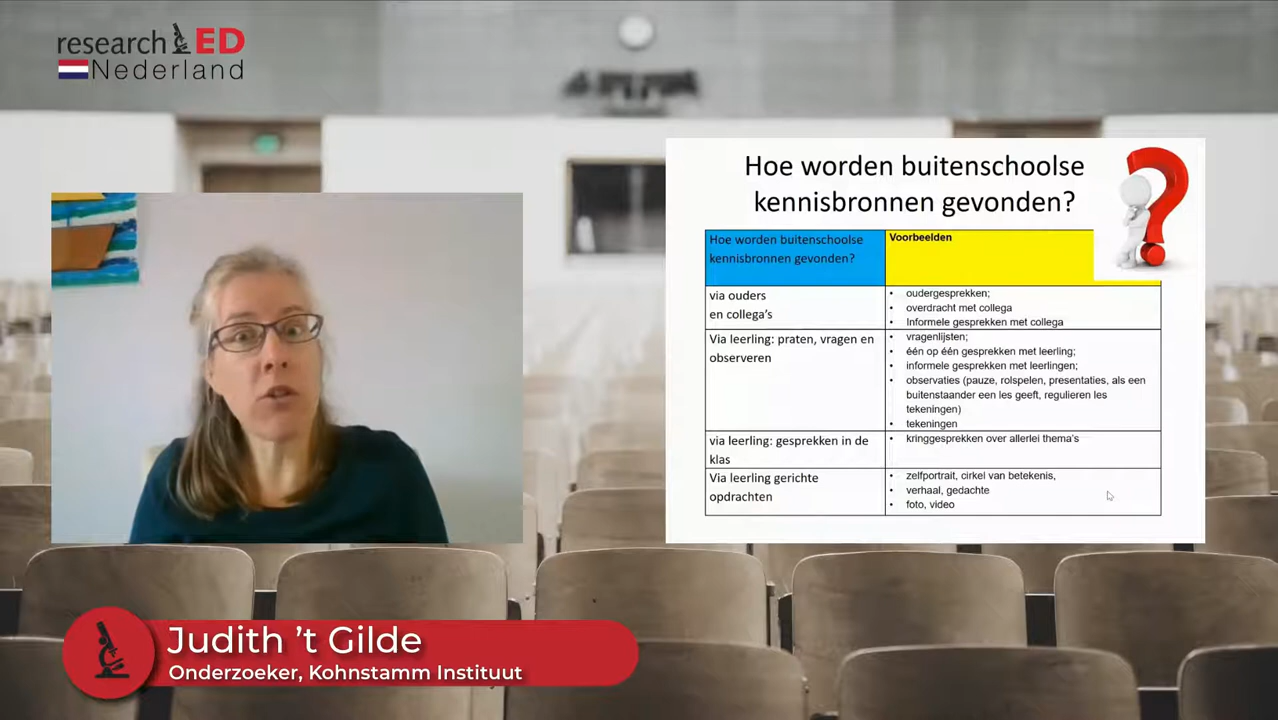 researchED
Nederland
Hoe worden buitenschoolse
kennisbronnen gevonden?
Hoe worden buitenschoolse
kennisbronnen gevonden?
Voorbeelden
via ouders
en collega's
• oudergesprekken;
• overdracht met collega
• Informele gesprekken met collega
Via leerling: praten, vragen en
observeren
• vragenlijsten;
• één op één gesprekken met leerling;
• informele gesprekken met leerlingen;
• observaties (pauze, rolspelen, presentaties, als een
buitenstaander een les geeft, regulieren les
tekeningen)
• tekeningen
via leerling: gesprekken in de
klas
• kringgesprekken over allerlei thema's
Via leerling gerichte
opdrachten
• zelfportrait, cirkel van betekenis,
• verhaal, gedachte
• foto, video
Judith 't Gilde
Onderzoeker, Kohnstamm Instituut